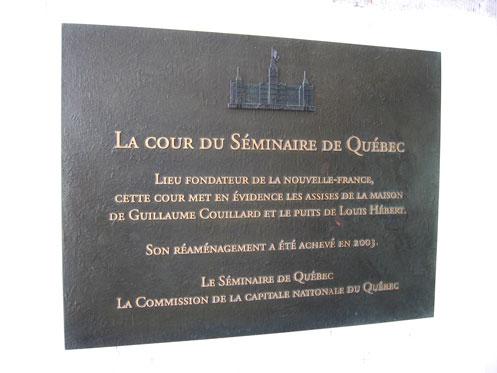 La cour du Séminaire de Québec
Lieu fondateur de la Nouvelle-France,
cette cour met en évidence les assises de la maison
de Guillaume Couillard et le puits de Louis Hébert.
Son réaménagement a été achevé en 2003.
Le Séminaire de Québec
La Commission de la capitale nationale du Québec